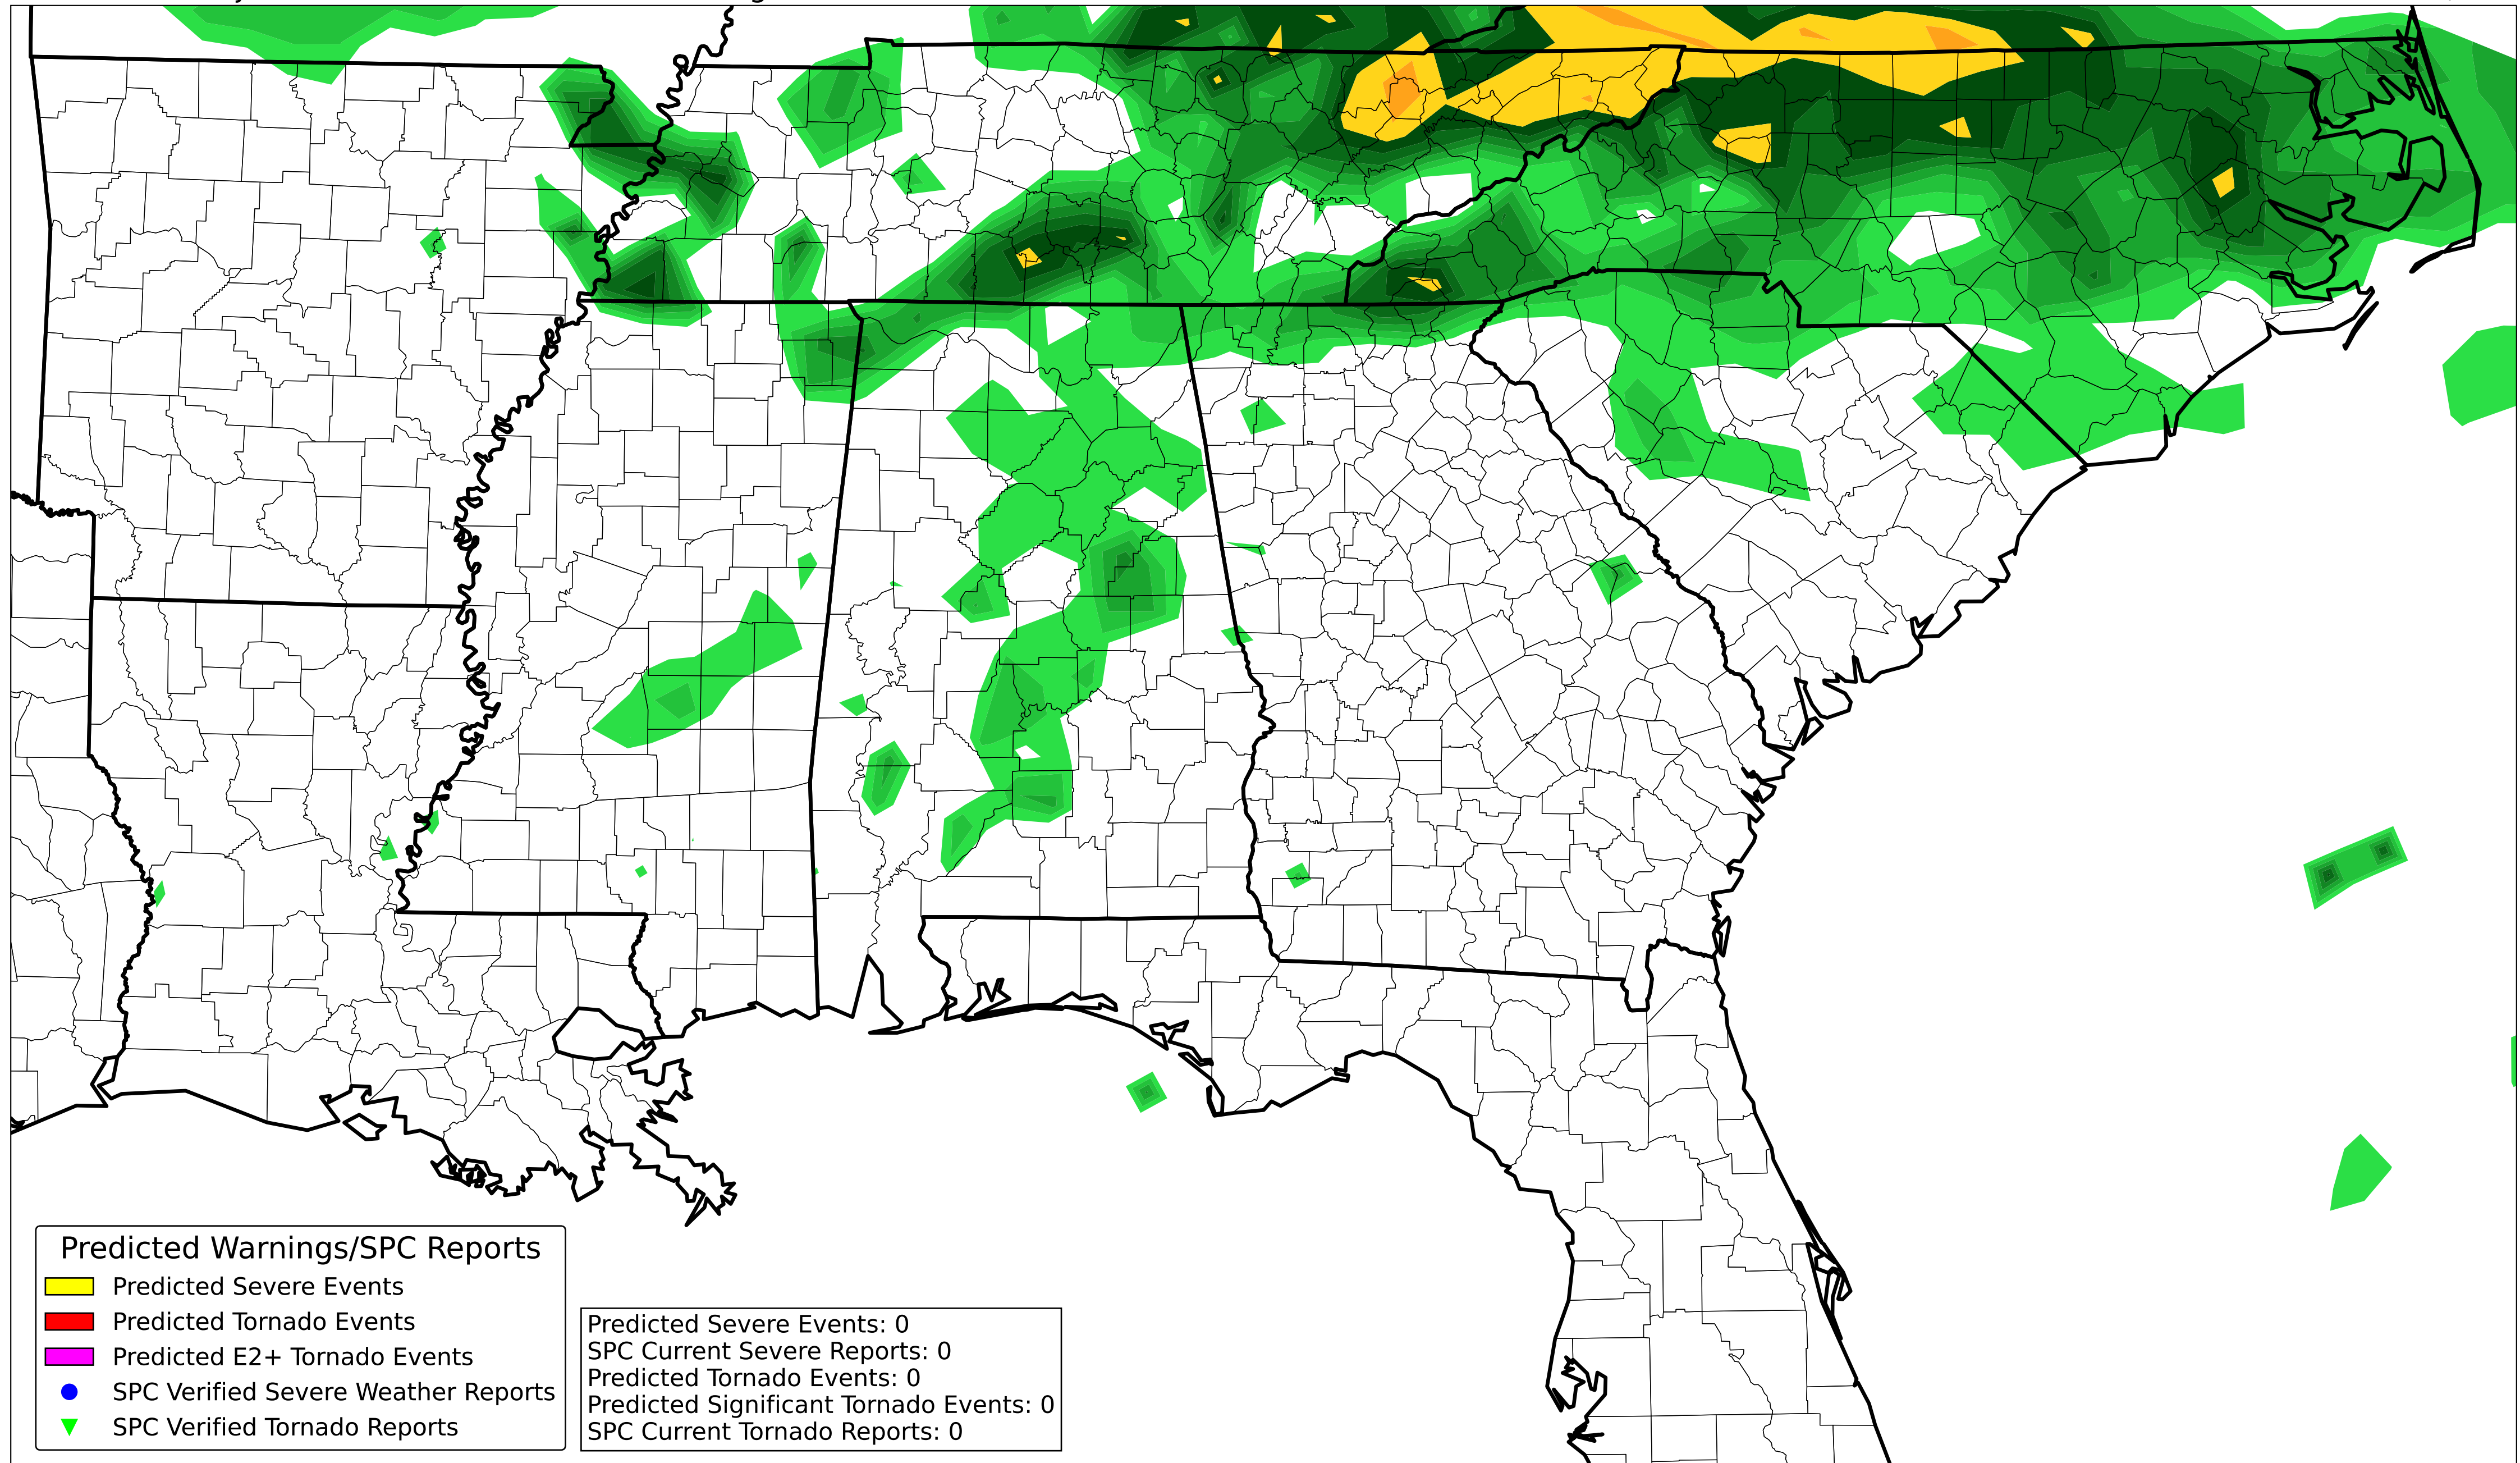 Predicted Warnings/SPC Reports
Predicted Severe Events
Predicted Tornado Events
Predicted E2+ Tornado Events
SPC Verified Severe Weather Reports
SPC Verified Tornado Reports
Predicted Severe Events: 0
SPC Current Severe Reports: 0
Predicted Tornado Events: 0
Predicted Significant Tornado Events: 0
SPC Current Tornado Reports: 0